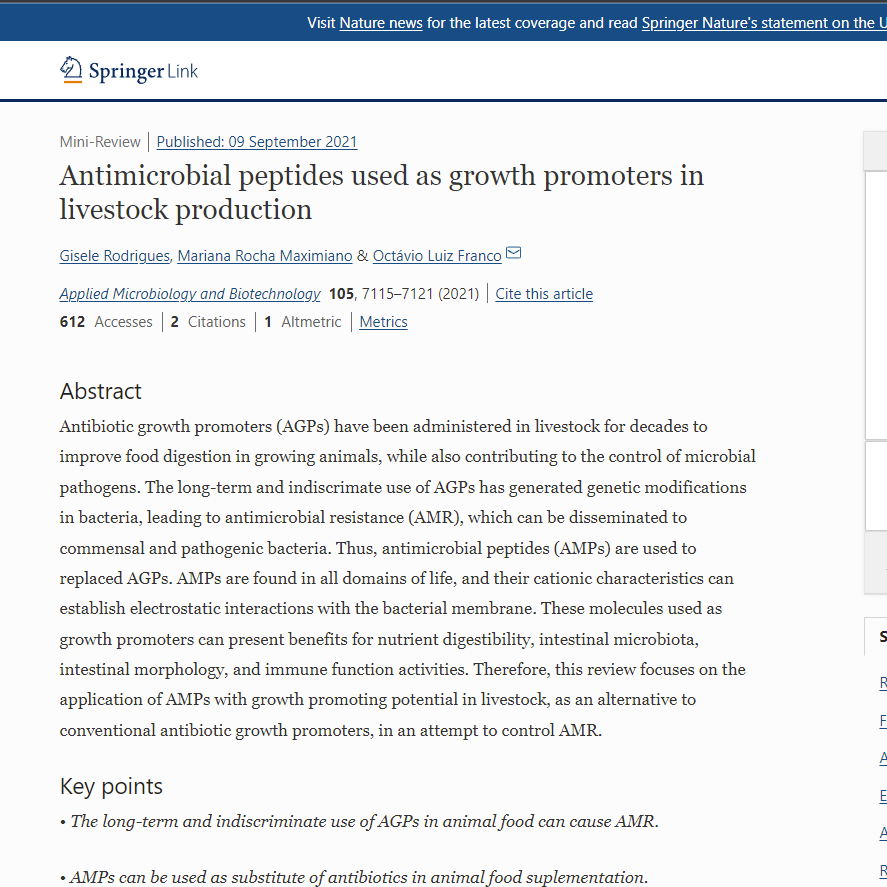 Visit Nature news for the latest coverage and read Springer Nature's statement on the U
Springer Link
Mini-Review | Published: 09 September 2021
Antimicrobial peptides used as growth promoters in
livestock production
Gisele Rodrigues, Mariana Rocha Maximiano & Octávio Luiz Franco
Applied Microbiology and Biotechnology 105, 7115–7121 (2021) | Cite this article
612 Accesses | 2 Citations | 1 Altmetric | Metrics
Abstract
Antibiotic growth promoters (AGPs) have been administered in livestock for decades to
improve food digestion in growing animals, while also contributing to the control of microbial
pathogens. The long-term and indiscrimate use of AGPs has generated genetic modifications
in bacteria, leading to antimicrobial resistance (AMR), which can be disseminated to
commensal and pathogenic bacteria. Thus, antimicrobial peptides (AMPs) are used to
replaced AGPs. AMPs are found in all domains of life, and their cationic characteristics can
establish electrostatic interactions with the bacterial membrane. These molecules used as
growth promoters can present benefits for nutrient digestibility, intestinal microbiota,
intestinal morphology, and immune function activities. Therefore, this review focuses on the
application of AMPs with growth promoting potential in livestock, as an alternative to
conventional antibiotic growth promoters, in an attempt to control AMR.
Key points
• The long-term and indiscriminate use of AGPs in animal food can cause AMR.
• AMPs can be used as substitute of antibiotics in animal food suplementation.
S
R
F
A
E
A
R